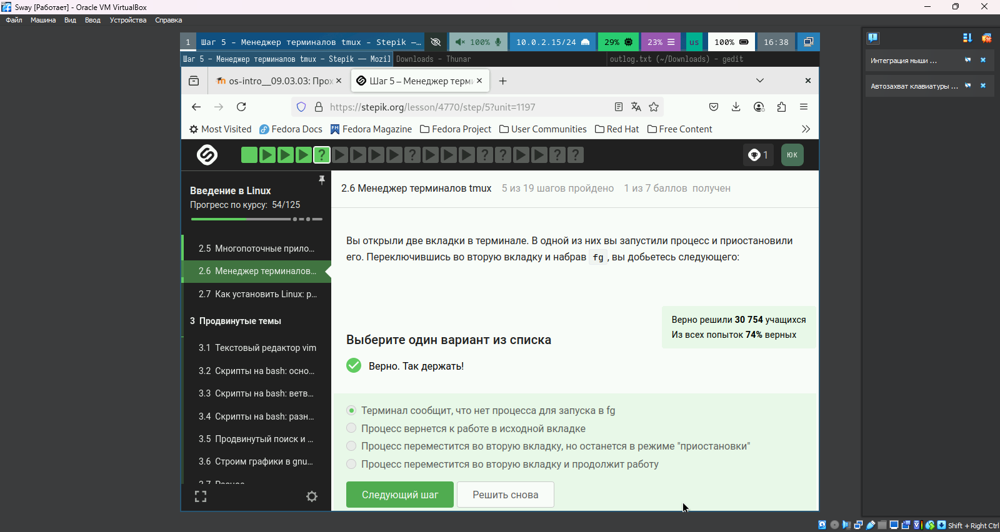 Sway [Работает] - Oracle VM VirtualBox
Файл Машина Вид Ввод Устройства Справка
1 Шаг 5 – Менеджер терминалов tmux – Stepik —… 100% 10.0.2.15/24 29% 23% us 100% 16:38
Шаг 5 – Менеджер терминалов tmux – Stepik — Mozil Downloads – Thunar outlog.txt (~/Downloads) – gedit
os-intro__09.03.03: Прох Шаг 5 – Менеджер терми
https://stepik.org/lesson/4770/step/5?unit=1197
Most Visited Fedora Docs Fedora Magazine Fedora Project User Communities Red Hat Free Content
1 ЮК
Введение в Linux
Прогресс по курсу: 54/125
2.5 Многопоточные прило...
2.6 Менеджер терминалов...
2.7 Как установить Linux: р...
3 Продвинутые темы
3.1 Текстовый редактор vim
3.2 Скрипты на bash: осно...
3.3 Скрипты на bash: ветв...
3.4 Скрипты на bash: разн...
3.5 Продвинутый поиск и ...
3.6 Строим графики в gnu...
3.7 Разное
2.6 Менеджер терминалов tmux 5 из 19 шагов пройдено 1 из 7 баллов получен
Вы открыли две вкладки в терминале. В одной из них вы запустили процесс и приостановили
его. Переключившись во вторую вкладку и набрав fg , вы добьетесь следующего:
Верно решили 30 754 учащихся
Из всех попыток 74% верных
Выберите один вариант из списка
Верно. Так держать!
Терминал сообщит, что нет процесса для запуска в fg
Процесс вернется к работе в исходной вкладке
Процесс переместится во вторую вкладку, но останется в режиме "приостановки"
Процесс переместится во вторую вкладку и продолжит работу
Следующий шаг Решить снова
Интеграция мыши ...
Автозахват клавиатуры ...
Shift + Right Ctrl